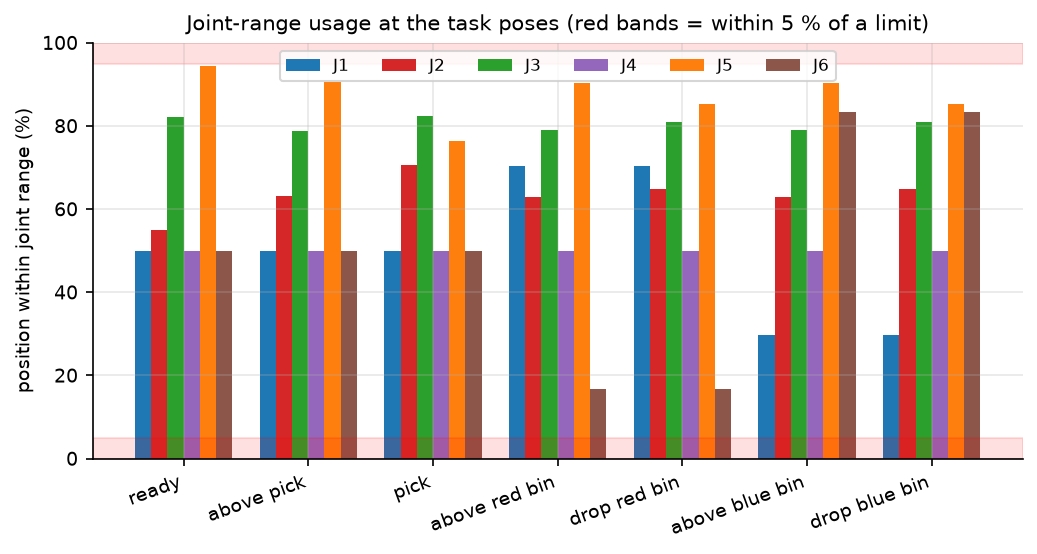 Joint-range usage at the task poses (red bands = within 5 % of a limit)
J1 J2 J3 J4 J5 J6
position within joint range (%)
100
80
60
40
20
0
ready
above pick
pick
above red bin
drop red bin
above blue bin
drop blue bin